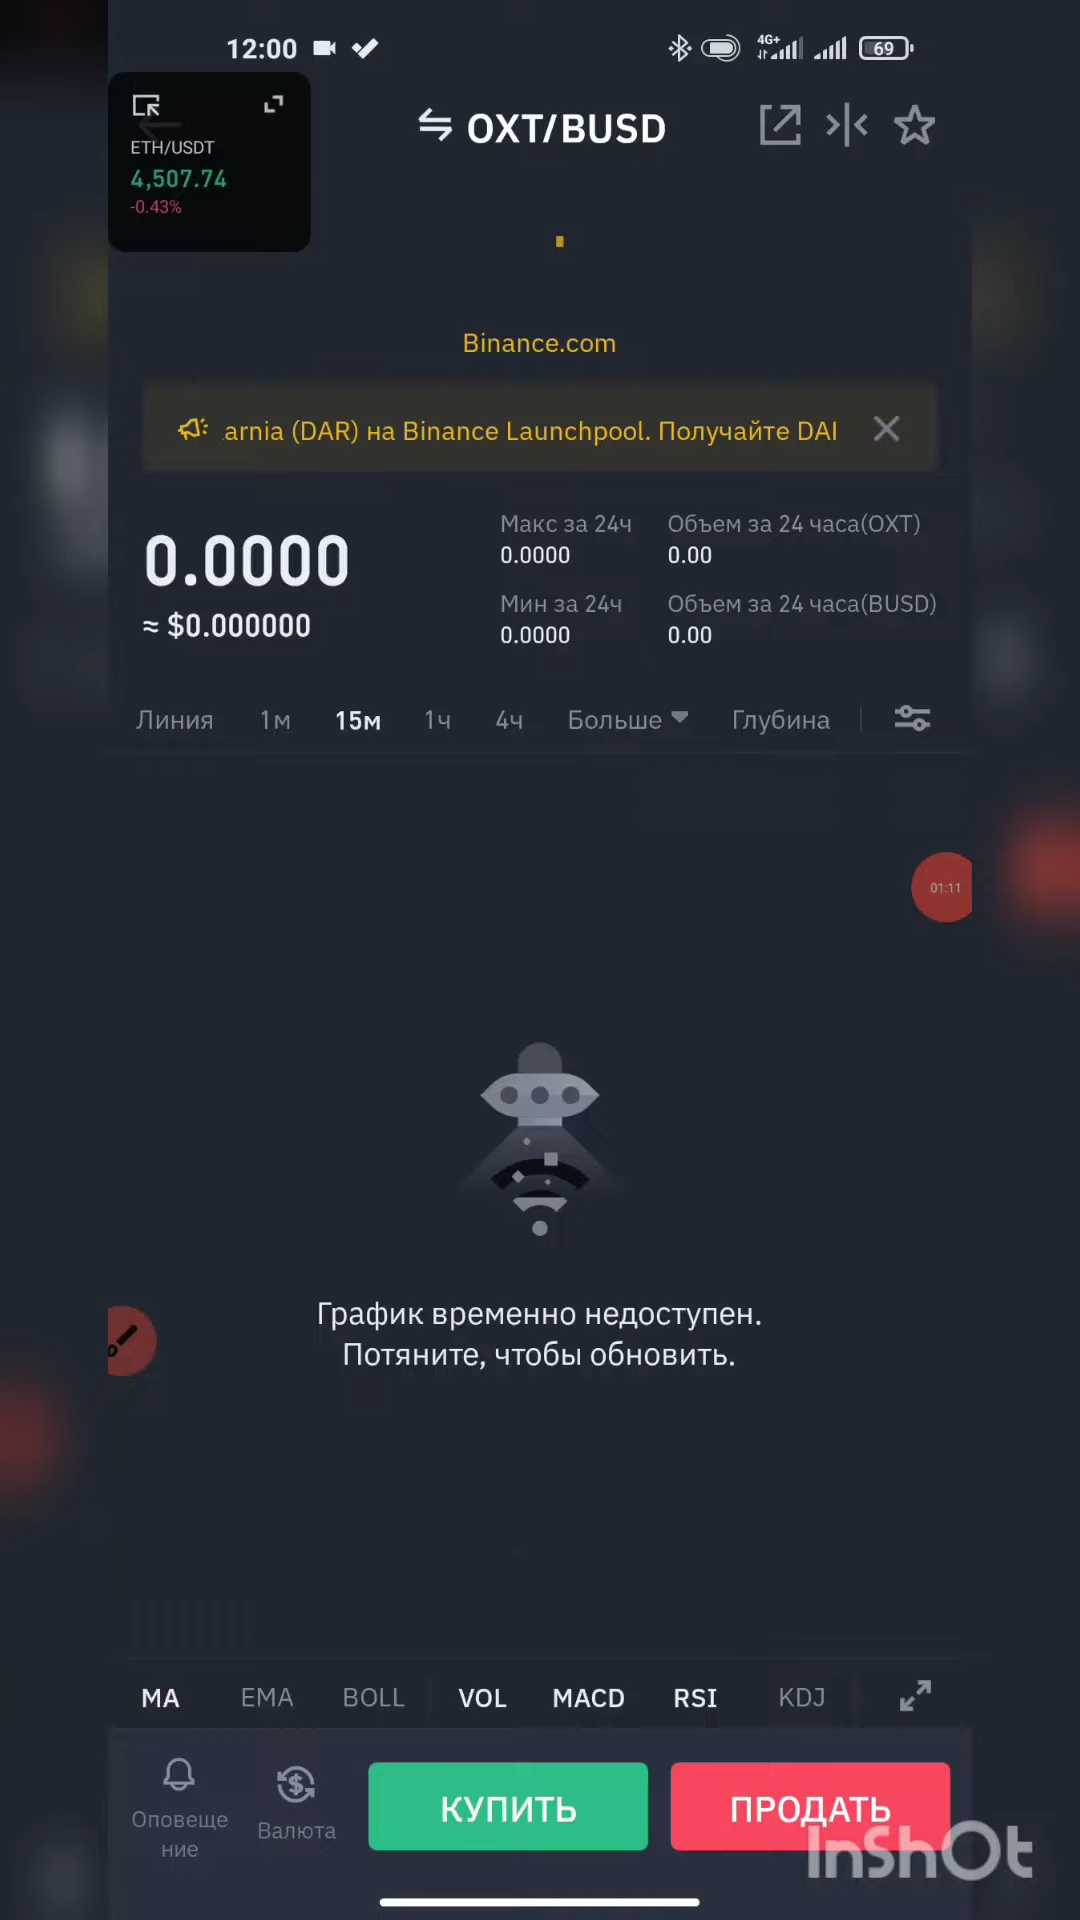 12:00
4G+
69
ETH/USDT
4,507.74
-0.43%
OXT/BUSD
Binance.com
arnia (DAR) на Binance Launchpool. Получайте DAI
0.0000
≈ $0.000000
Макс за 24ч
0.0000
Объем за 24 часа(OXT)
0.00
Мин за 24ч
0.0000
Объем за 24 часа(BUSD)
0.00
Линия 1м 15м 1ч 4ч Больше Глубина
01:11
График временно недоступен.
Потяните, чтобы обновить.
MA EMA BOLL VOL MACD RSI KDJ
Оповеще
ние
Валюта
КУПИТЬ
ПРОДАТЬ
InShOt